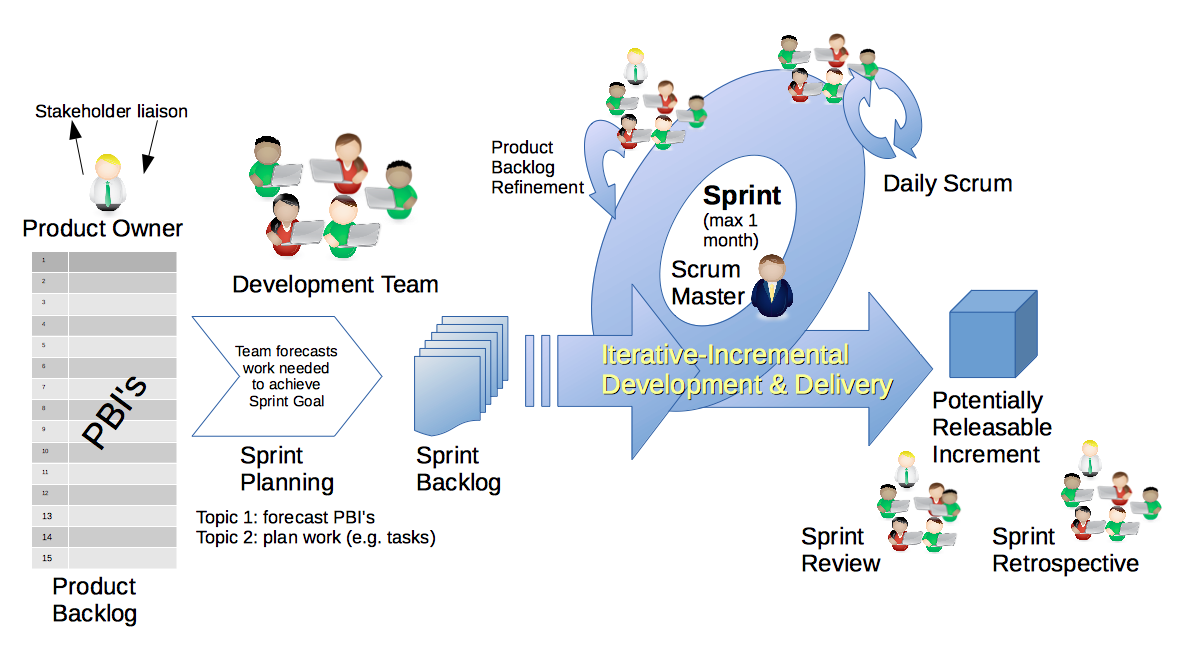 Stakeholder liaison
Product Owner
1
2
3
4
5
6
7
8
9
10
11
12
13
14
15
PBI's
Product
Backlog
Development Team
Team forecasts
work needed
to achieve
Sprint Goal
Sprint
Planning
Topic 1: forecast PBI's
Topic 2: plan work (e.g. tasks)
Sprint
Backlog
Product
Backlog
Refinement
Sprint
(max 1
month)
Scrum
Master
Daily Scrum
Iterative-Incremental
Development & Delivery
Potentially
Releasable
Increment
Sprint
Review
Sprint
Retrospective